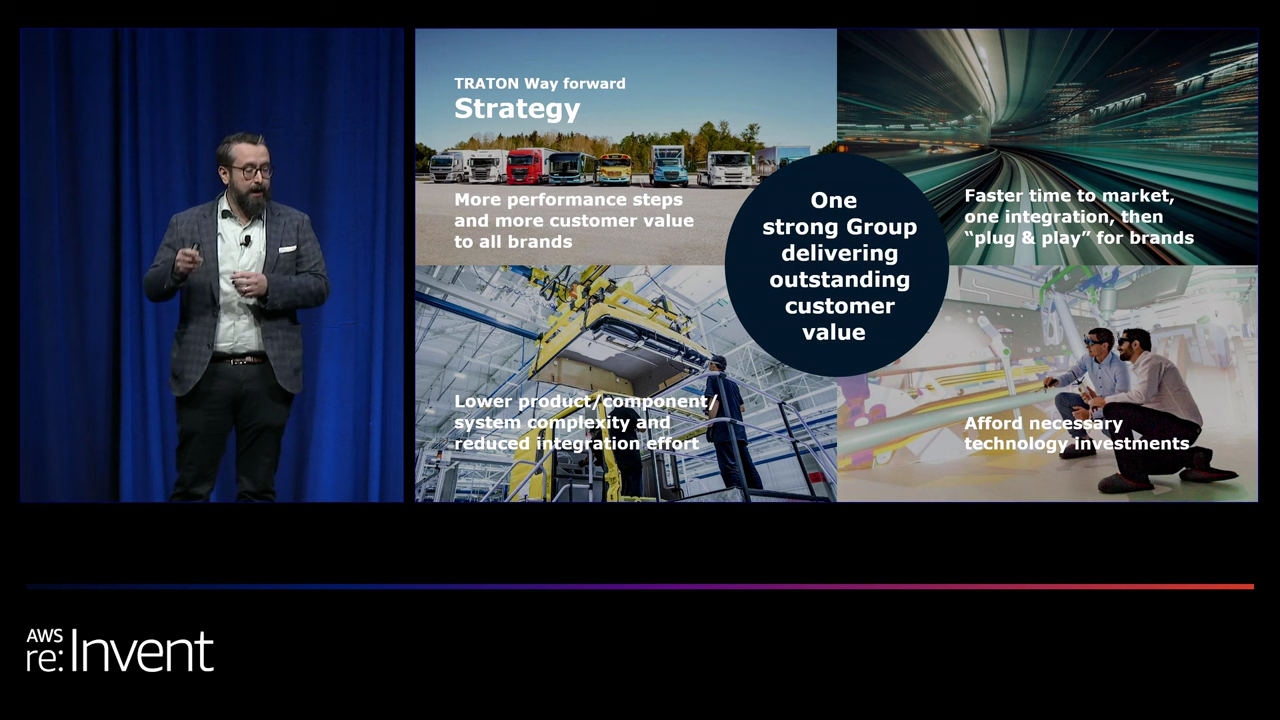 TRATON Way forward
Strategy
More performance steps
and more customer value
to all brands
One
strong Group
delivering
outstanding
customer
value
Faster time to market,
one integration, then
“plug & play” for brands
Lower product/component/
system complexity and
reduced integration effort
Afford necessary
technology investments
AWS
re:Invent